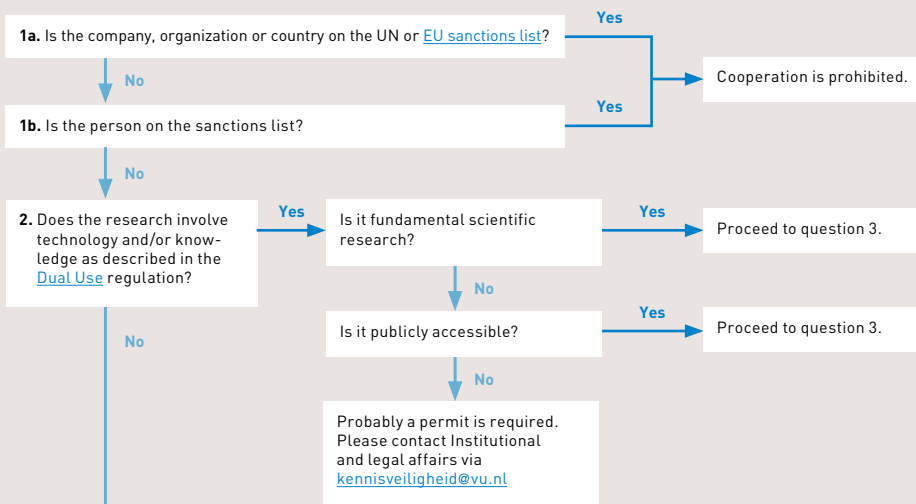 Yes
1a. Is the company, organization or country on the UN or EU sanctions list?
Cooperation is prohibited.
No
Yes
1b. Is the person on the sanctions list?
No
2. Does the research involve
technology and/or know-
ledge as described in the
Dual Use regulation?
Yes
Is it fundamental scientific
research?
Yes
Proceed to question 3.
No
No
Is it publicly accessible?
Yes
Proceed to question 3.
No
Probably a permit is required.
Please contact Institutional
and legal affairs via
kennisveiligheid@vu.nl